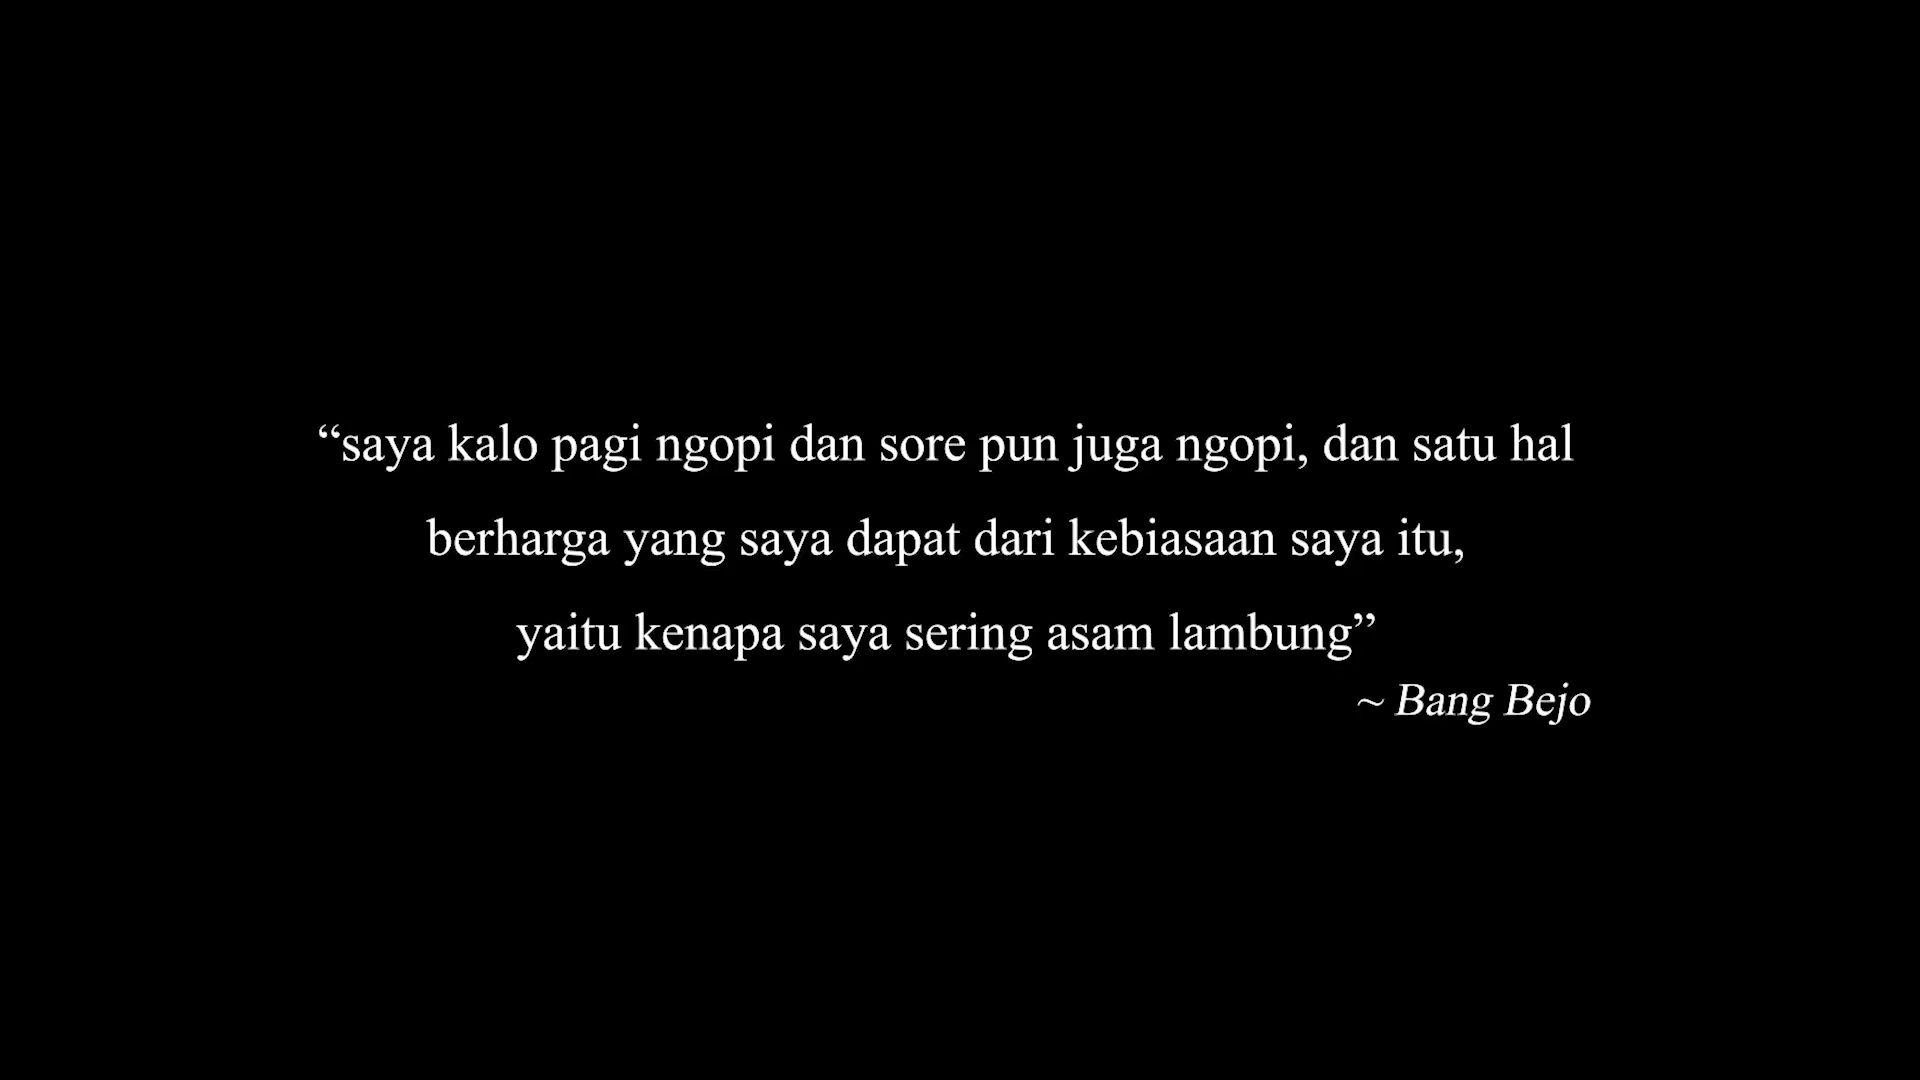 “saya kalo pagi ngopi dan sore pun juga ngopi, dan satu hal
berharga yang saya dapat dari kebiasaan saya itu,
yaitu kenapa saya sering asam lambung”
~ Bang Bejo